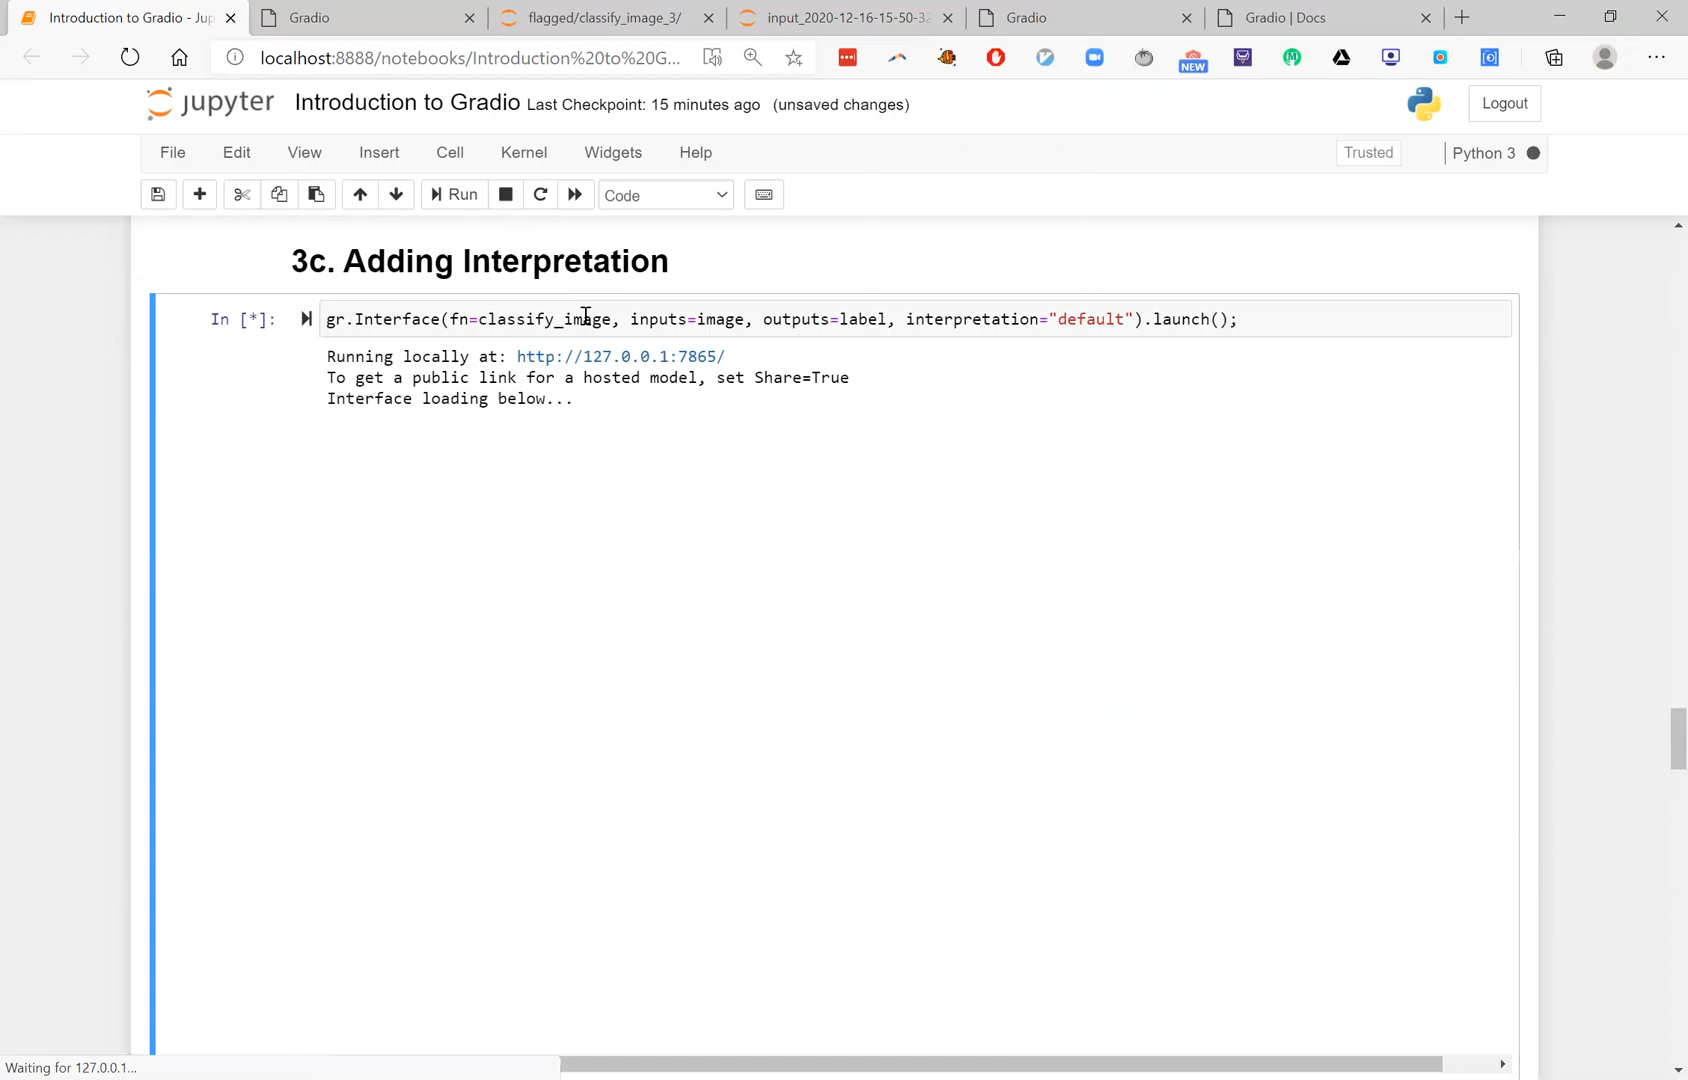 Introduction to Gradio - Jup
Gradio
flagged/classify_image_3/
input_2020-12-16-15-50-32
Gradio
Gradio | Docs
localhost:8888/notebooks/Introduction%20to%20G...
NEW
jupyter Introduction to Gradio Last Checkpoint: 15 minutes ago (unsaved changes)
Logout
File Edit View Insert Cell Kernel Widgets Help
Trusted
Python 3
Run
Code
3c. Adding Interpretation
In [*]:
gr.Interface(fn=classify_image, inputs=image, outputs=label, interpretation="default").launch();
Running locally at: http://127.0.0.1:7865/
To get a public link for a hosted model, set Share=True
Interface loading below...
Waiting for 127.0.0.1...